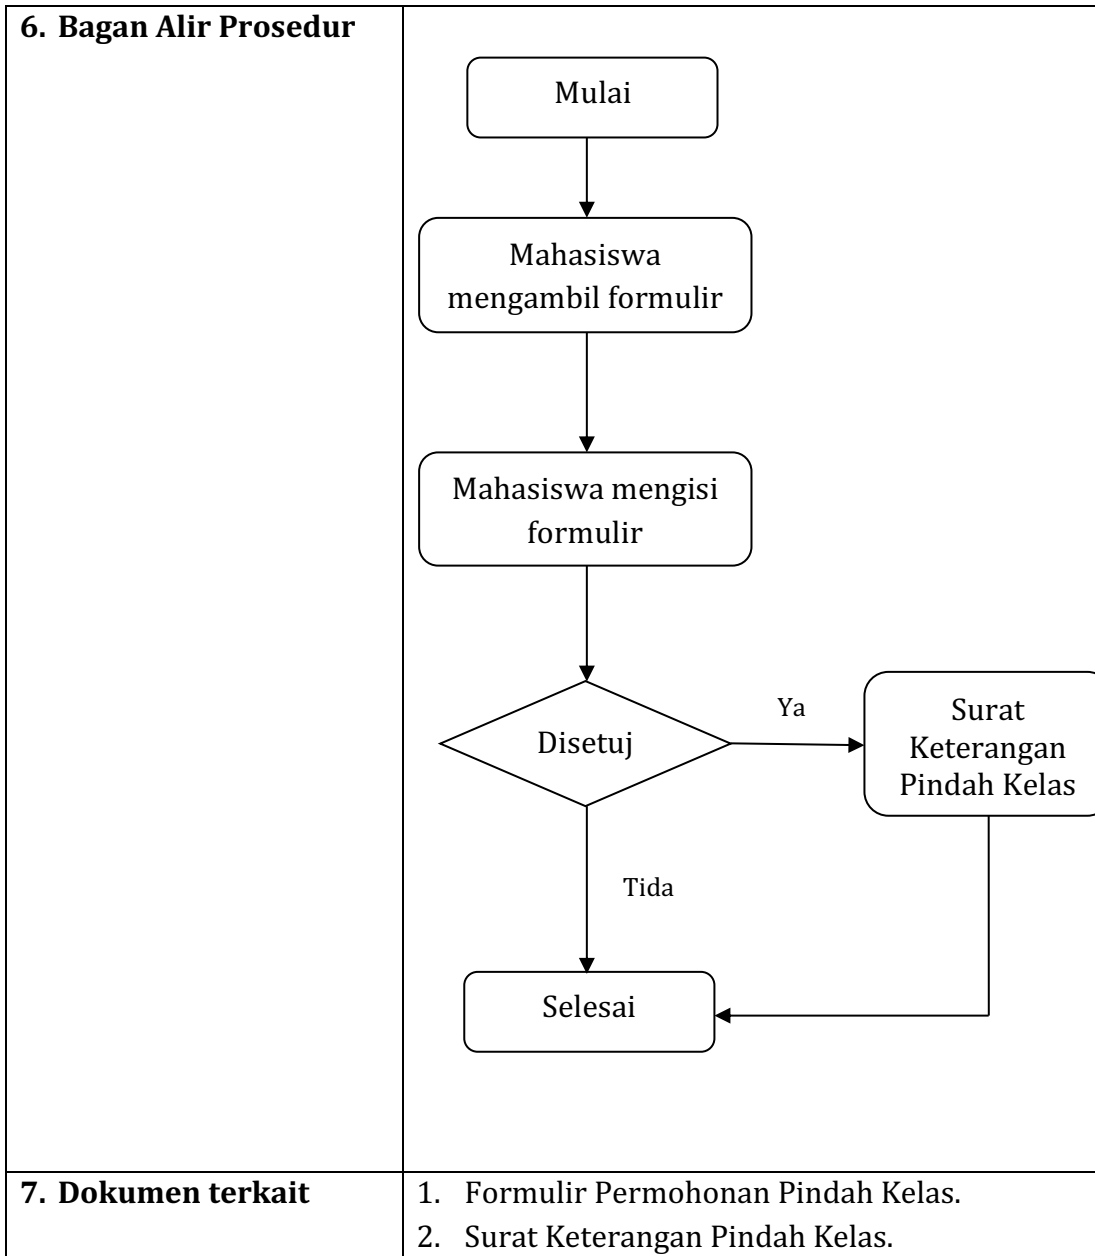 6. Bagan Alir Prosedur
Mulai
Mahasiswa
mengambil formulir
Mahasiswa mengisi
formulir
Disetuj
Ya
Surat
Keterangan
Pindah Kelas
Tida
Selesai
7. Dokumen terkait
1. Formulir Permohonan Pindah Kelas.
2. Surat Keterangan Pindah Kelas.